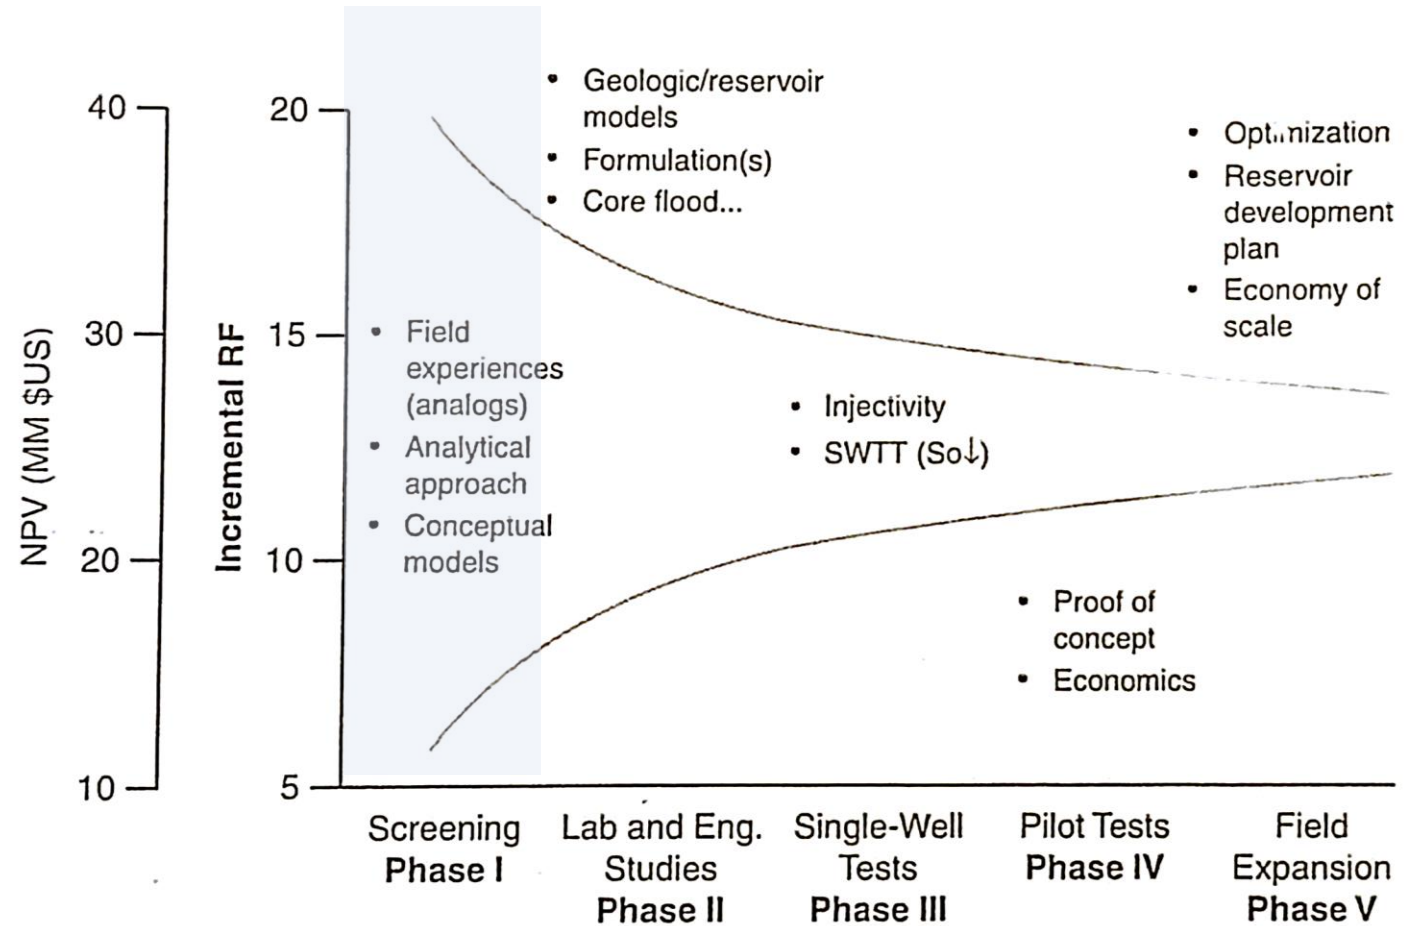 NPV (MM $US)
40
30
20
10
Incremental RF
20
15
10
5
• Field
experiences
(analogs)
• Analytical
approach
• Conceptual
models
• Geologic/reservoir
models
• Formulation(s)
• Core flood...
• Injectivity
• SWTT (So↓)
• Proof of
concept
• Economics
• Optimization
• Reservoir
development
plan
• Economy of
scale
Screening
Phase I
Lab and Eng.
Studies
Phase II
Single-Well
Tests
Phase III
Pilot Tests
Phase IV
Field
Expansion
Phase V